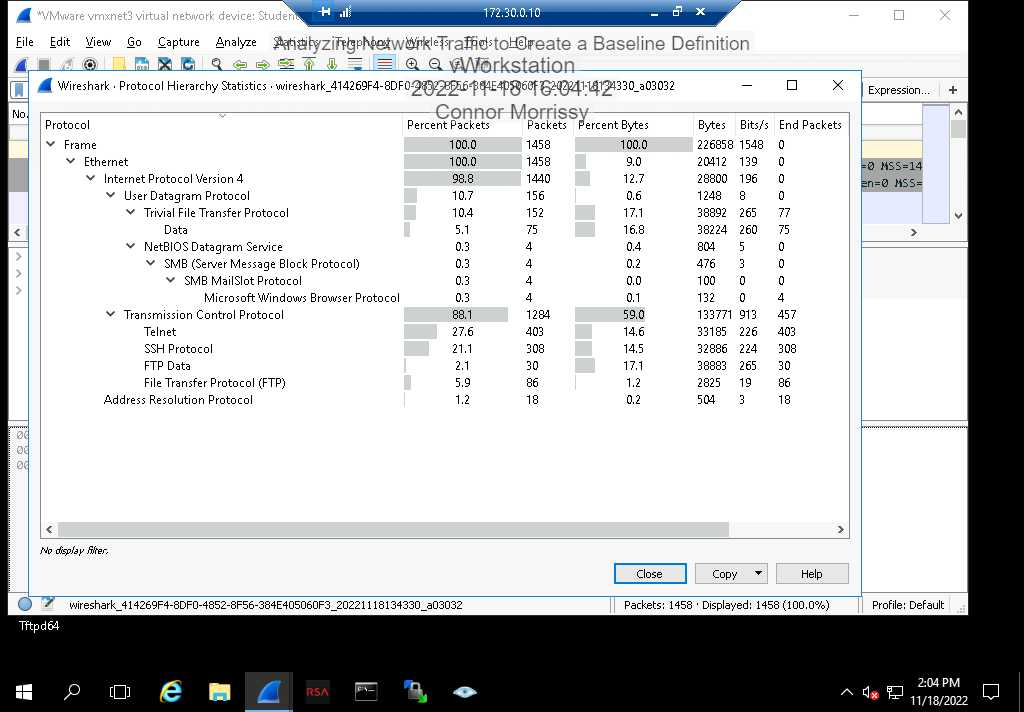 *VMware vmxnet3 virtual network device: Studen
172.30.0.10
File Edit View Go Capture Analyze Statistics Telephony Wireless Tools Help
Analyzing Network Traffic to Create a Baseline Definition
vWorkstation
2022-11-18 16:04:12
Connor Morrissy
Expression... +
No.
Wireshark · Protocol Hierarchy Statistics · wireshark_414269F4-8DF0-4852-8F56-384E405060F3_20221118134330_a03032
Protocol Percent Packets Packets Percent Bytes Bytes Bits/s End Packets
Frame 100.0 1458 100.0 226858 1548 0
Ethernet 100.0 1458 9.0 20412 139 0
=0 MSS=14
Internet Protocol Version 4 98.8 1440 12.7 28800 196 0
en=0 MSS=
User Datagram Protocol 10.7 156 0.6 1248 8 0
Trivial File Transfer Protocol 10.4 152 17.1 38892 265 77
Data 5.1 75 16.8 38224 260 75
NetBIOS Datagram Service 0.3 4 0.4 804 5 0
SMB (Server Message Block Protocol) 0.3 4 0.2 476 3 0
SMB MailSlot Protocol 0.3 4 0.0 100 0 0
Microsoft Windows Browser Protocol 0.3 4 0.1 132 0 4
Transmission Control Protocol 88.1 1284 59.0 133771 913 457
Telnet 27.6 403 14.6 33185 226 403
SSH Protocol 21.1 308 14.5 32886 224 308
FTP Data 2.1 30 17.1 38883 265 30
File Transfer Protocol (FTP) 5.9 86 1.2 2825 19 86
Address Resolution Protocol 1.2 18 0.2 504 3 18
No display filter.
Close Copy Help
wireshark_414269F4-8DF0-4852-8F56-384E405060F3_20221118134330_a03032
Packets: 1458 · Displayed: 1458 (100.0%)
Profile: Default
Tftpd64
RSA
2:04 PM
11/18/2022